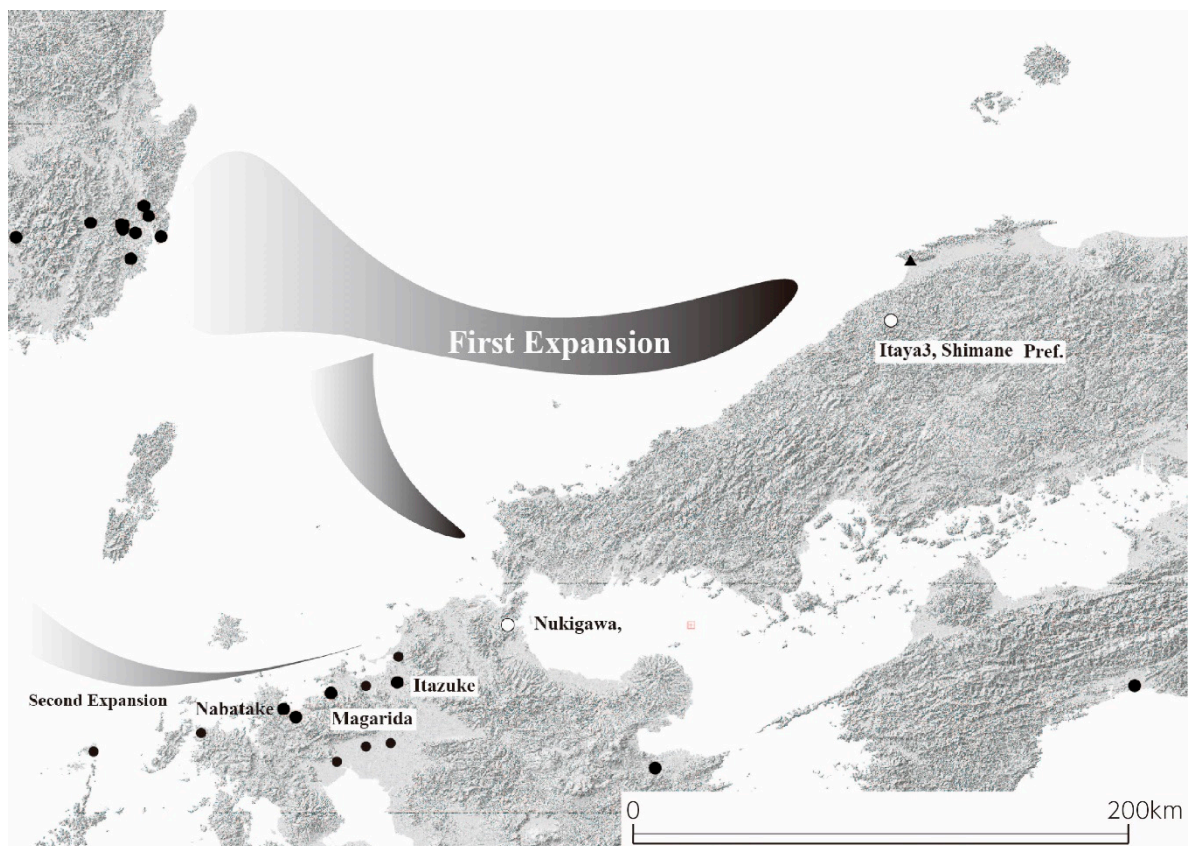 First Expansion
Itaya3, Shimane Pref.
Nukigawa,
Itazuke
Second Expansion
Nabatake
Magarida
0
200km